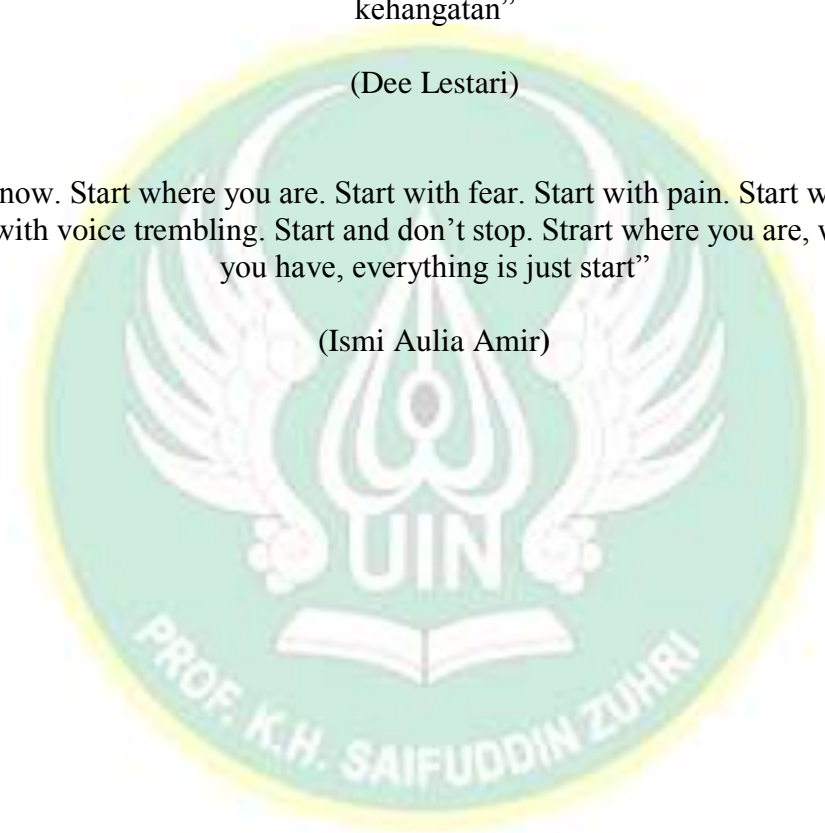 kehangatan”
(Dee Lestari)
now. Start where you are. Start with fear. Start with pain. Start w
with voice trembling. Start and don’t stop. Strart where you are, w
you have, everything is just start”
(Ismi Aulia Amir)
UIN
PROF. K.H. SAIFUDDIN ZUHRI